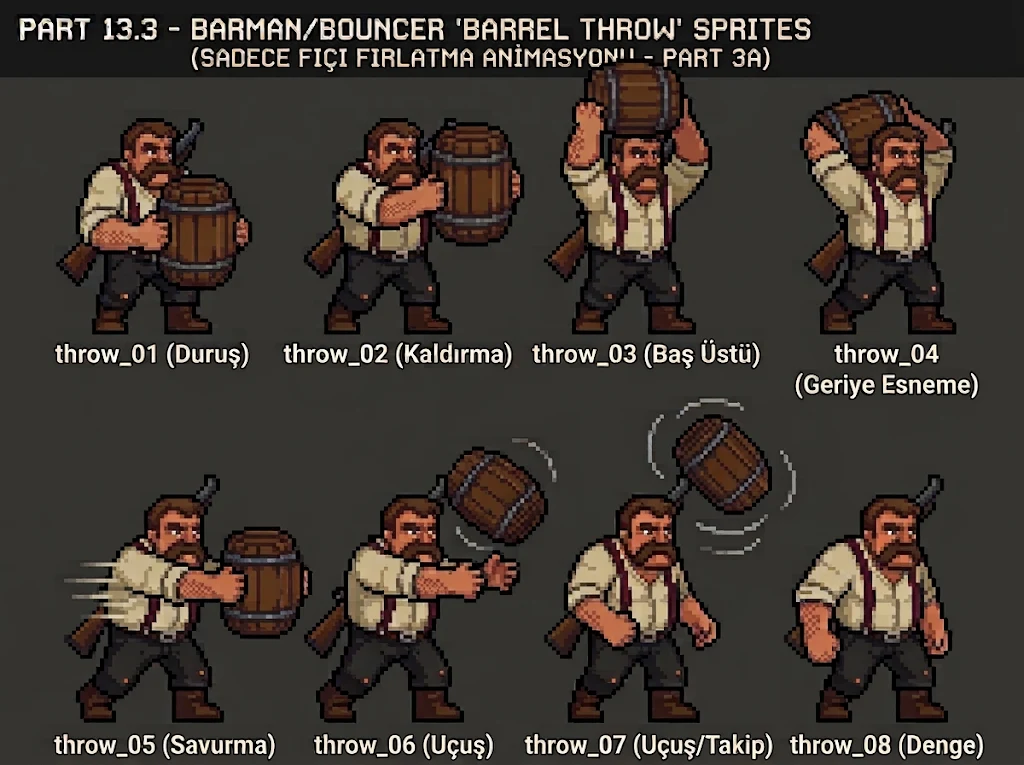 PART 13.3 - BARMAN/BOUNCER 'BARREL THROW' SPRITES
(SADECE FIÇI FIRLATMA ANİMASYONU - PART 3A)
throw_01 (Duruş)
throw_02 (Kaldırma)
throw_03 (Baş Üstü)
throw_04
(Geriye Esneme)
throw_05 (Savurma)
throw_06 (Uçuş)
throw_07 (Uçuş/Takip)
throw_08 (Denge)